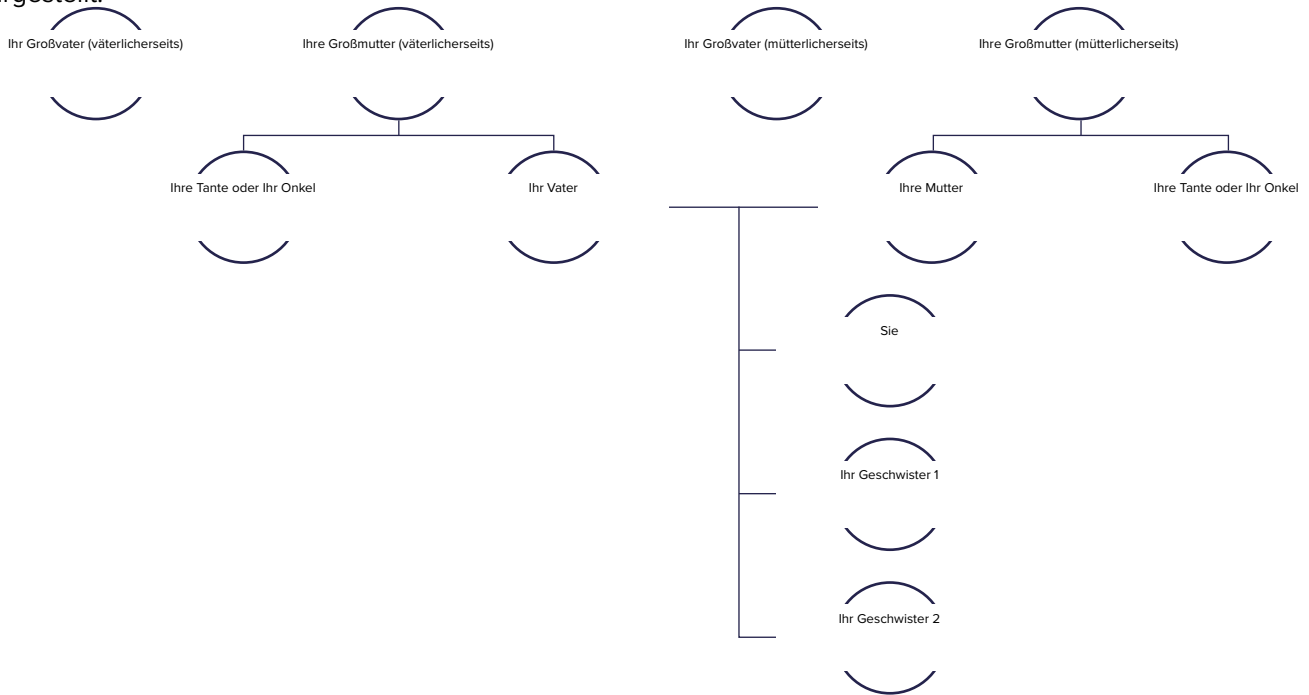 Ihr Großvater (väterlicherseits)
Ihre Großmutter (väterlicherseits)
Ihr Großvater (mütterlicherseits)
Ihre Großmutter (mütterlicherseits)
Ihre Tante oder Ihr Onkel
Ihr Vater
Ihre Mutter
Ihre Tante oder Ihr Onkel
Sie
Ihr Geschwister 1
Ihr Geschwister 2